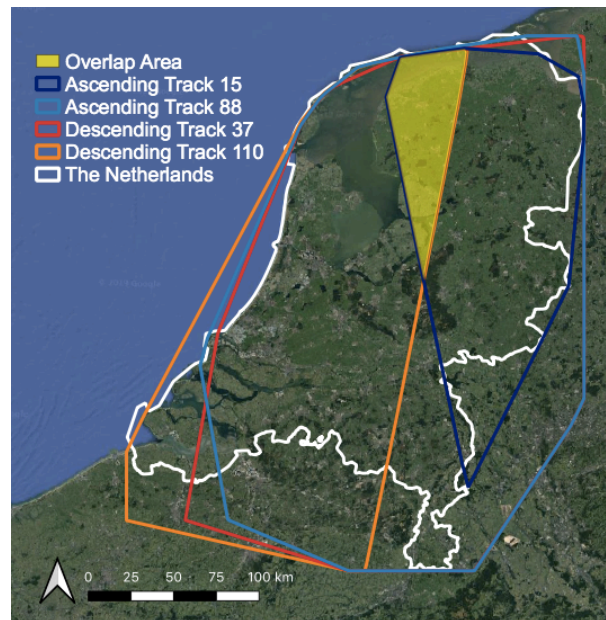 Overlap Area
Ascending Track 15
Ascending Track 88
Descending Track 37
Descending Track 110
The Netherlands
0 25 50 75 100 km